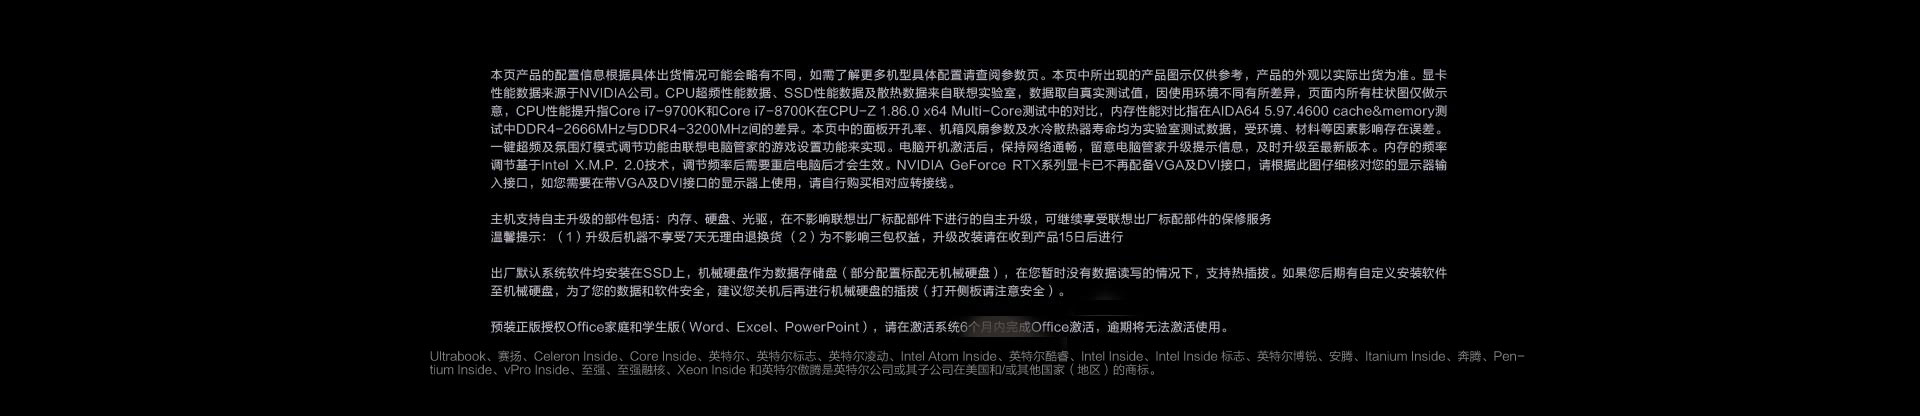 本页产品的配置信息根据具体出货情况可能会略有不同，如需了解更多机型具体配置请查阅参数页。本页中所出现的产品图示仅供参考，产品的外观以实际出货为准。显卡
性能数据来源于NVIDIA公司。CPU超频性能数据、SSD性能数据及散热数据来自联想实验室，数据取自真实测试值，因使用环境不同有所差异，页面内所有柱状图仅做示
意，CPU性能提升指Core i7-9700K和Core i7-8700K在CPU-Z 1.86.0 x64 Multi-Core测试中的对比，内存性能对比指在AIDA64 5.97.4600 cache&memory测
试中DDR4-2666MHz与DDR4-3200MHz间的差异。本页中的面板开孔率、机箱风扇参数及水冷散热器寿命均为实验室测试数据，受环境、材料等因素影响存在误差。
一键超频及氛围灯模式调节功能由联想电脑管家的游戏设置功能来实现。电脑开机激活后，保持网络通畅，留意电脑管家升级提示信息，及时升级至最新版本。内存的频率
调节基于Intel X.M.P. 2.0技术，调节频率后需要重启电脑后才会生效。NVIDIA GeForce RTX系列显卡已不再配备VGA及DVI接口，请根据此图仔细核对您的显示器输
入接口，如您需要在带VGA及DVI接口的显示器上使用，请自行购买相对应转接线。
主机支持自主升级的部件包括：内存、硬盘、光驱，在不影响联想出厂标配部件下进行的自主升级，可继续享受联想出厂标配部件的保修服务
温馨提示：（1）升级后机器不享受7天无理由退换货 （2）为不影响三包权益，升级改装请在收到产品15日后进行
出厂默认系统软件均安装在SSD上，机械硬盘作为数据存储盘（部分配置标配无机械硬盘），在您暂时没有数据读写的情况下，支持热插拔。如果您后期有自定义安装软件
至机械硬盘，为了您的数据和软件安全，建议您关机后再进行机械硬盘的插拔（打开侧板请注意安全）。
预装正版授权Office家庭和学生版（Word、Excel、PowerPoint），请在激活系统6个月内完成Office激活，逾期将无法激活使用。
Ultrabook、赛扬、Celeron Inside、Core Inside、英特尔、英特尔标志、英特尔凌动、Intel Atom Inside、英特尔酷睿、Intel Inside、Intel Inside 标志、英特尔博锐、安腾、Itanium Inside、奔腾、Pen-
tium Inside、vPro Inside、至强、至强融核、Xeon Inside 和英特尔傲腾是英特尔公司或其子公司在美国和/或其他国家（地区）的商标。